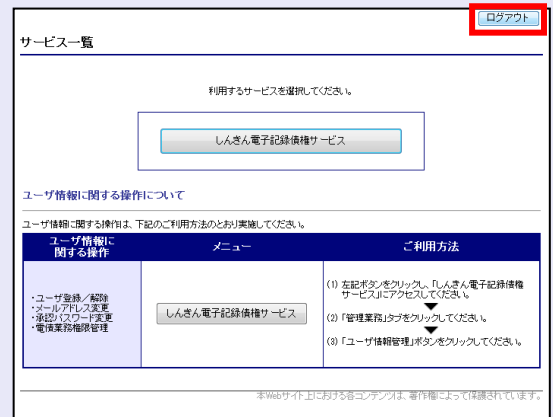 ログアウト
サービス一覧
利用するサービスを選択してください。
しんきん電子記録債権サービス
ユーザ情報に関する操作について
ユーザ情報に関する操作は、下記のご利用方法のとおり実施してください。
ユーザ情報に
関する操作
メニュー
ご利用方法
・ユーザ登録／解除
・メールアドレス変更
・承認パスワード変更
・電債業務権限管理
しんきん電子記録債権サービス
(1) 左記ボタンをクリックし、「しんきん電子記録債権
サービス」にアクセスしてください。
(2) 「管理業務」タブをクリックしてください。
(3) 「ユーザ情報管理」ボタンをクリックしてください。
本Webサイト上における各コンテンツは、著作権によって保護されています。